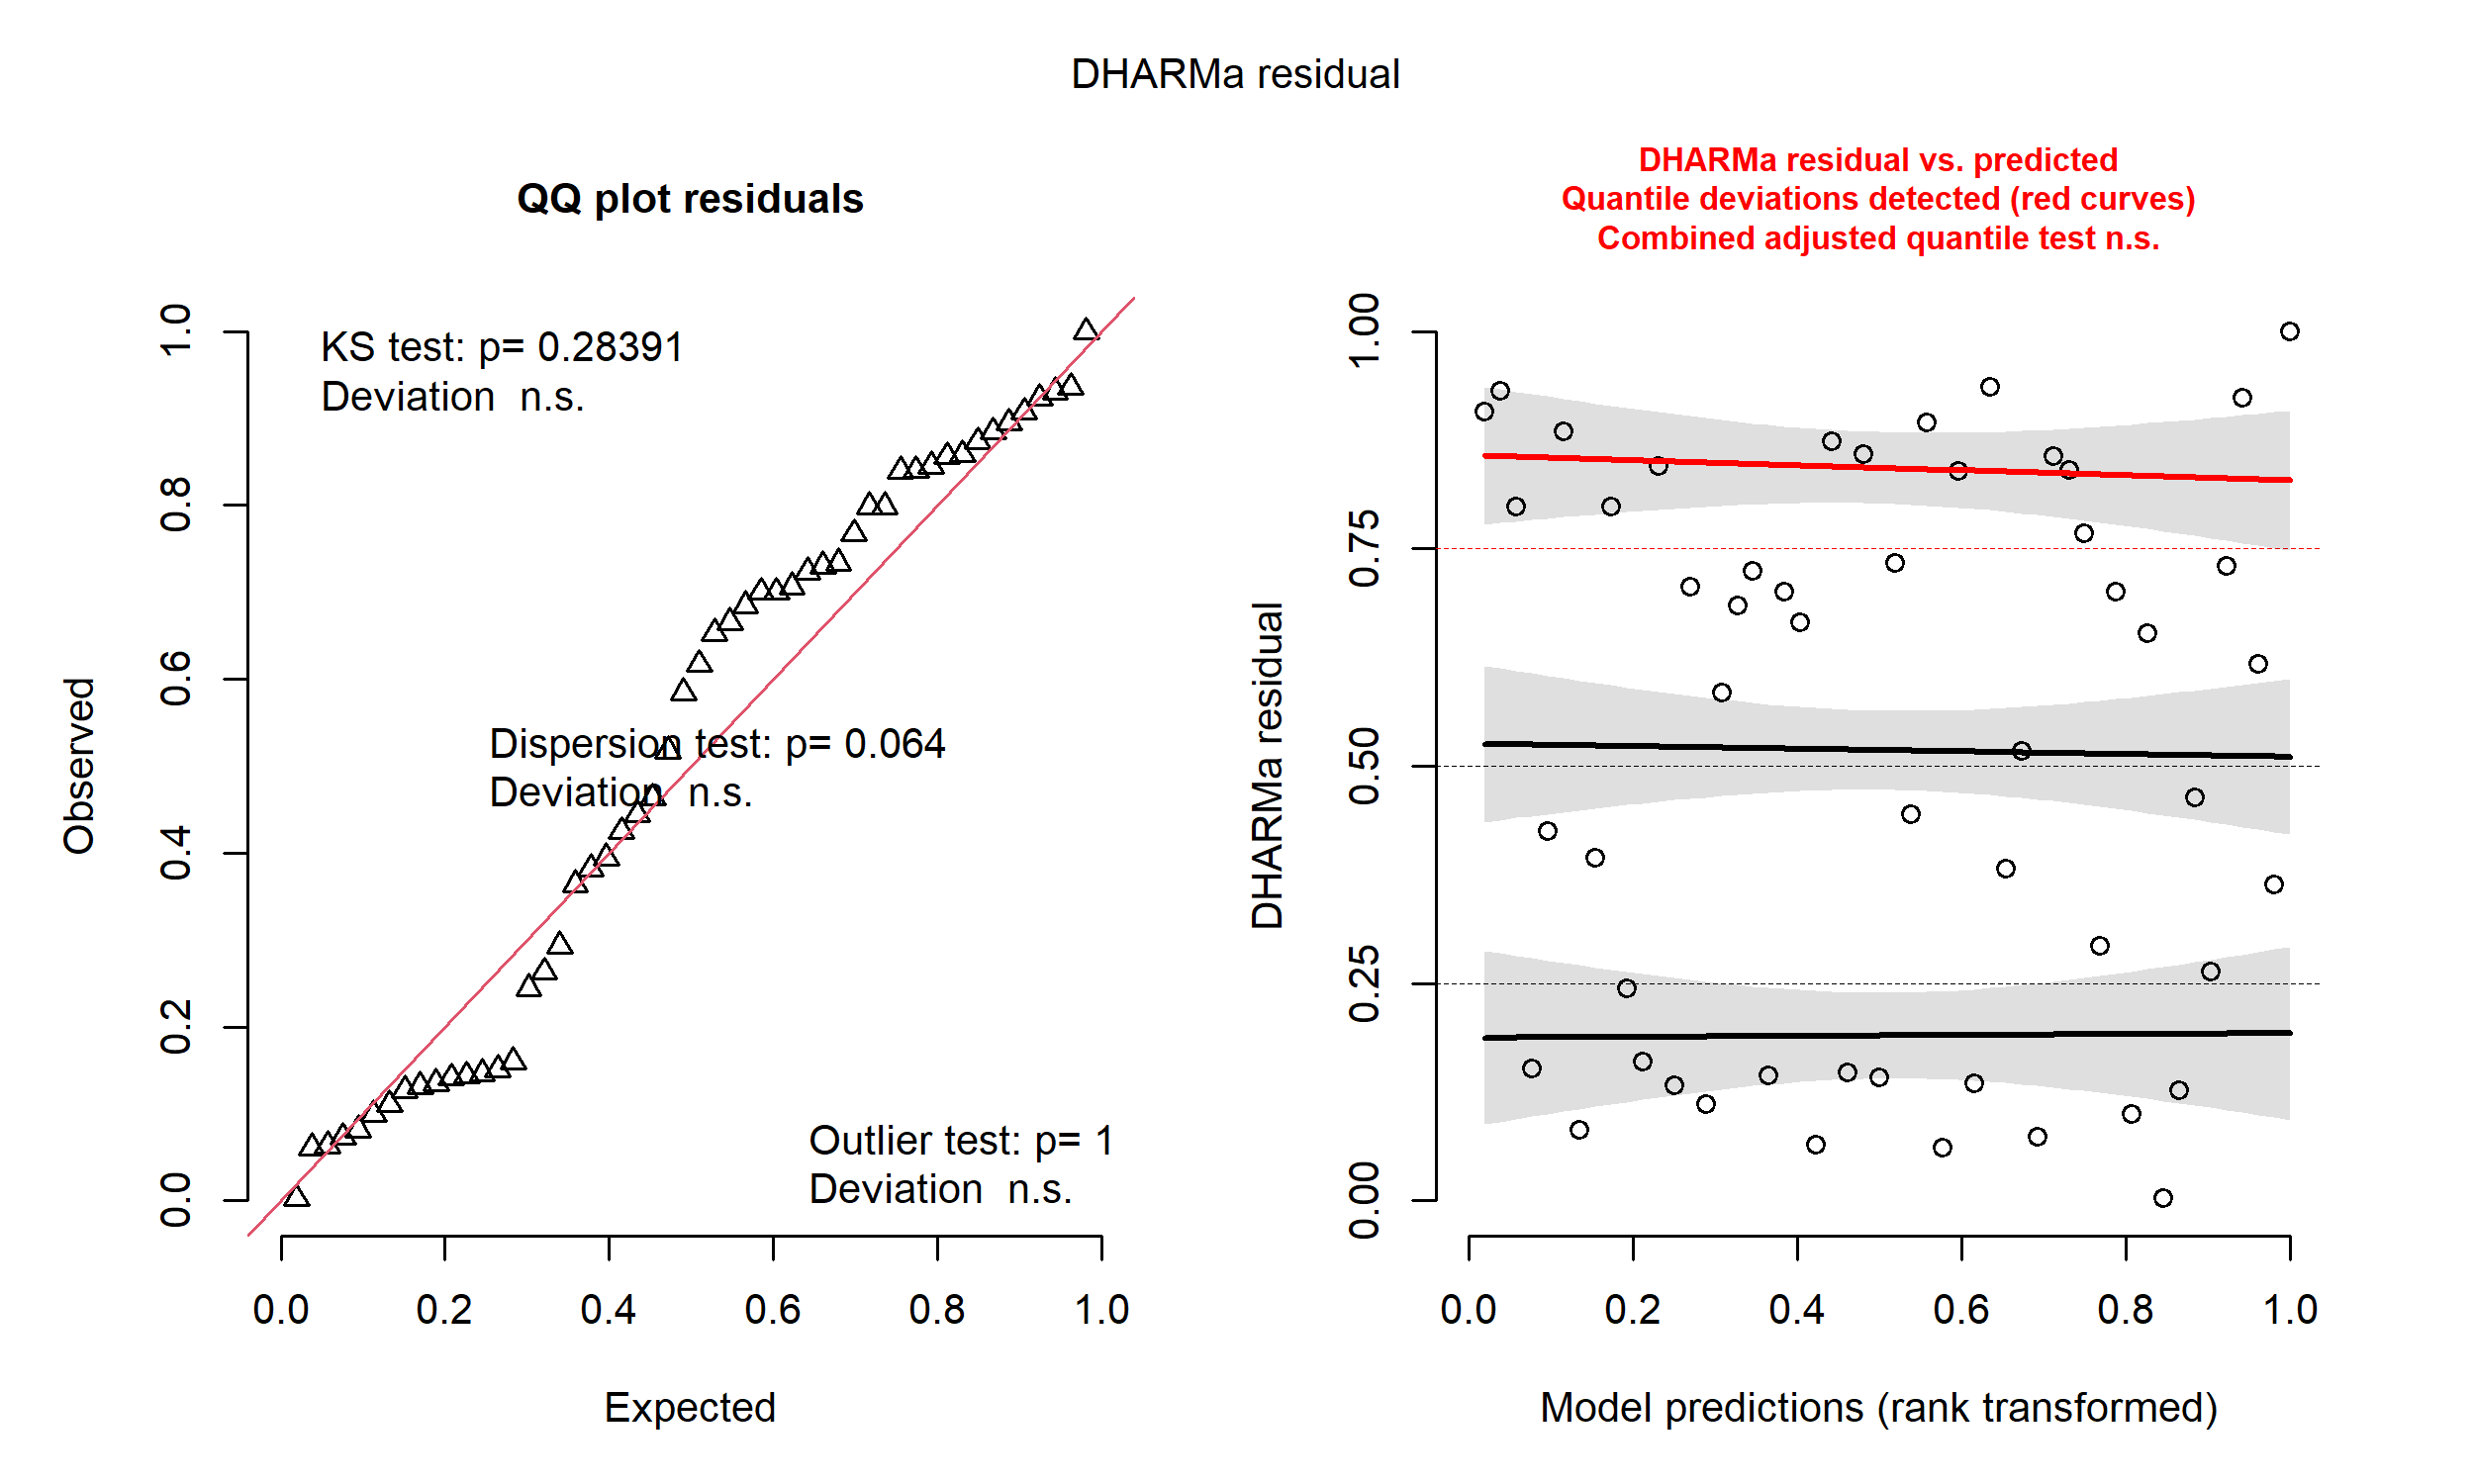 DHARMa residual
QQ plot residuals
KS test: p= 0.28391
Deviation  n.s.
Dispersion test: p= 0.064
Deviation  n.s.
Outlier test: p= 1
Deviation  n.s.
Observed
0.0
0.2
0.4
0.6
0.8
1.0
0.0 0.2 0.4 0.6 0.8 1.0
Expected
DHARMa residual vs. predicted
Quantile deviations detected (red curves)
Combined adjusted quantile test n.s.
DHARMa residual
0.00
0.25
0.50
0.75
1.00
0.0 0.2 0.4 0.6 0.8 1.0
Model predictions (rank transformed)